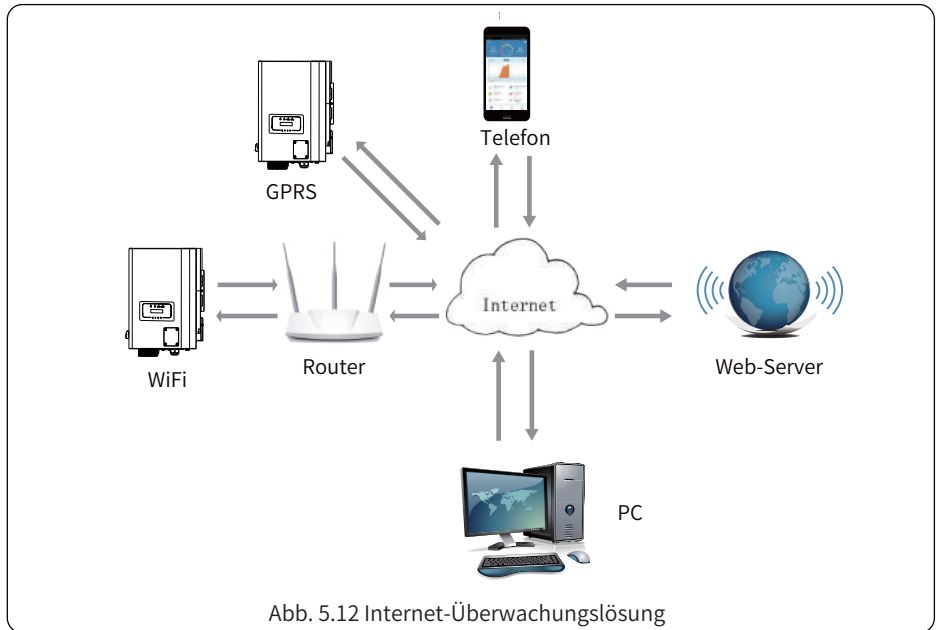 Telefon
GPRS
Internet
WiFi
Router
Web-Server
PC
Abb. 5.12 Internet-Überwachungslösung